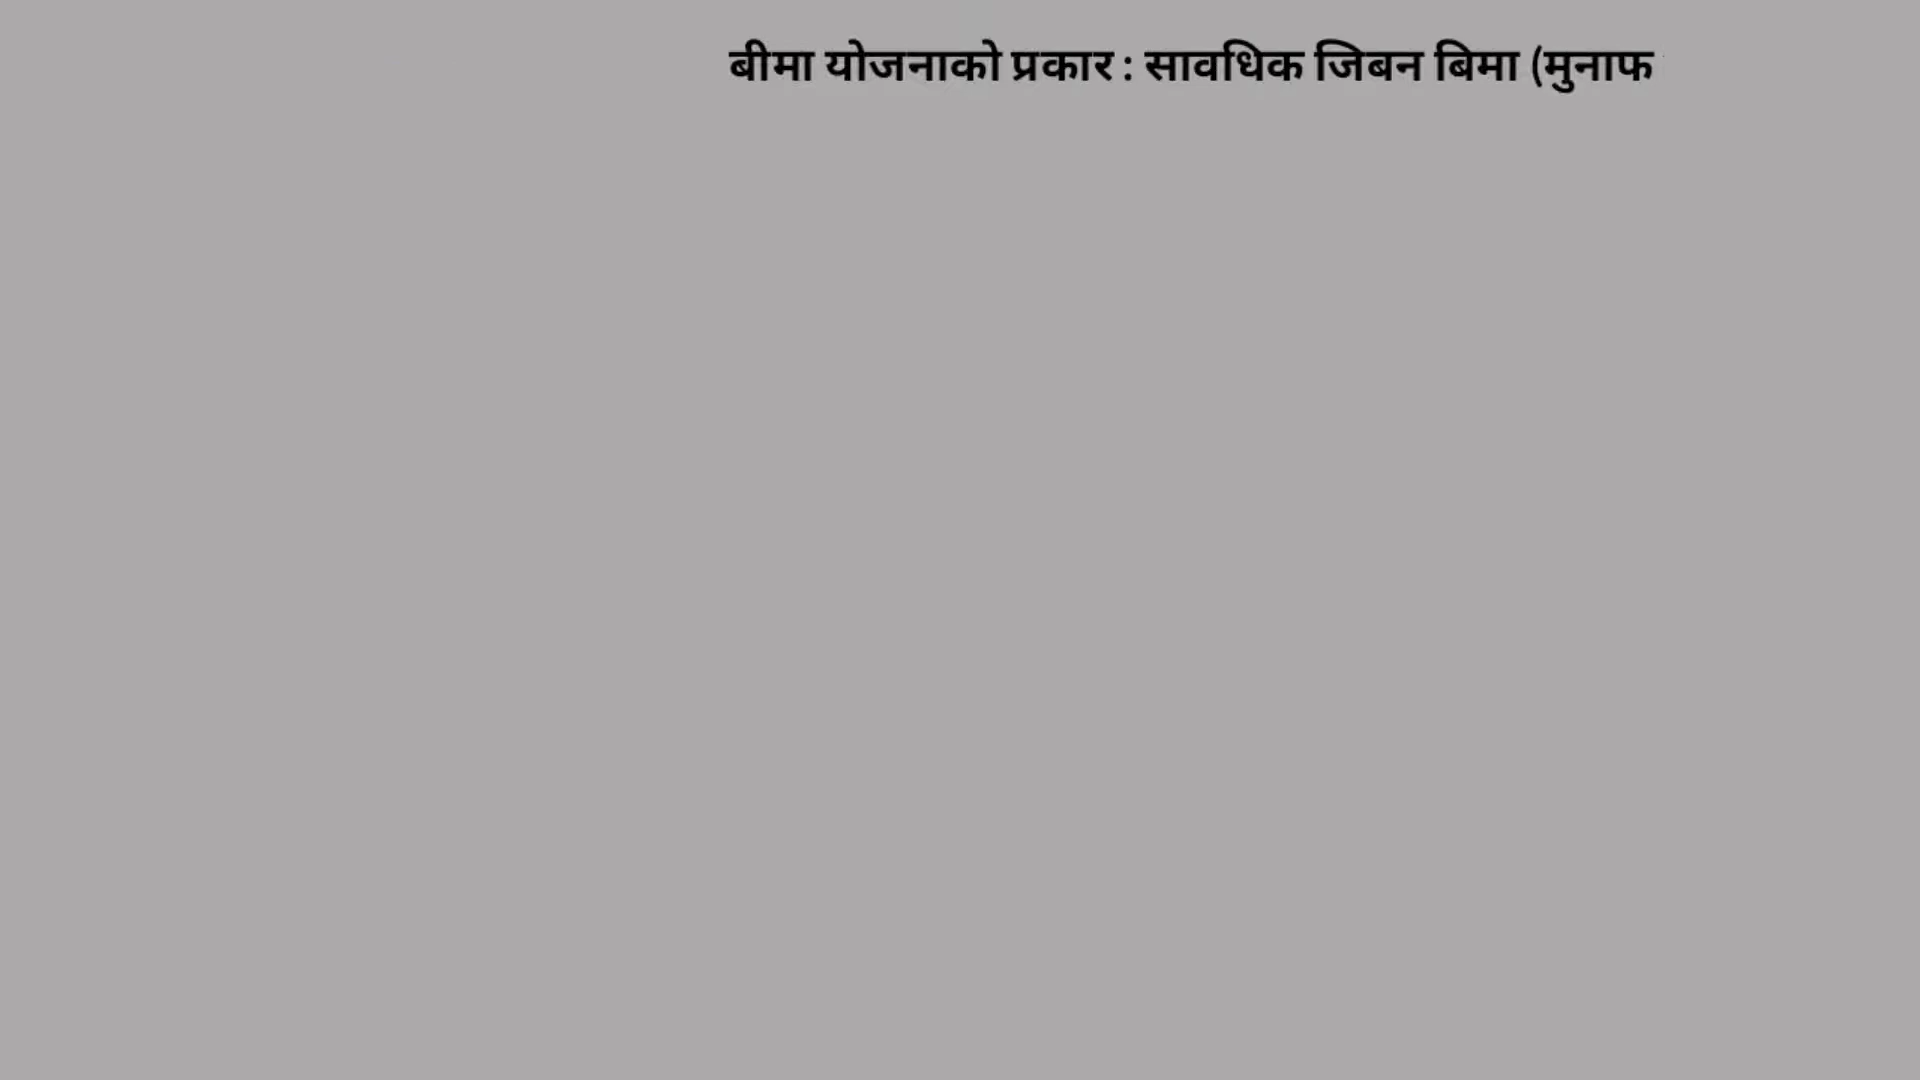 बीमा योजनाको प्रकार : सावधिक जिबन बिमा (मुनाफ